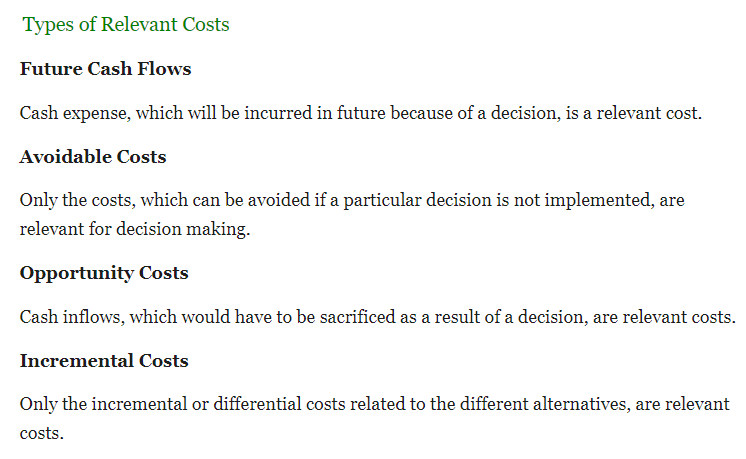 Types of Relevant Costs
Future Cash Flows
Cash expense, which will be incurred in future because of a decision, is a relevant cost.
Avoidable Costs
Only the costs, which can be avoided if a particular decision is not implemented, are
relevant for decision making.
Opportunity Costs
Cash inflows, which would have to be sacrificed as a result of a decision, are relevant costs.
Incremental Costs
Only the incremental or differential costs related to the different alternatives, are relevant
costs.